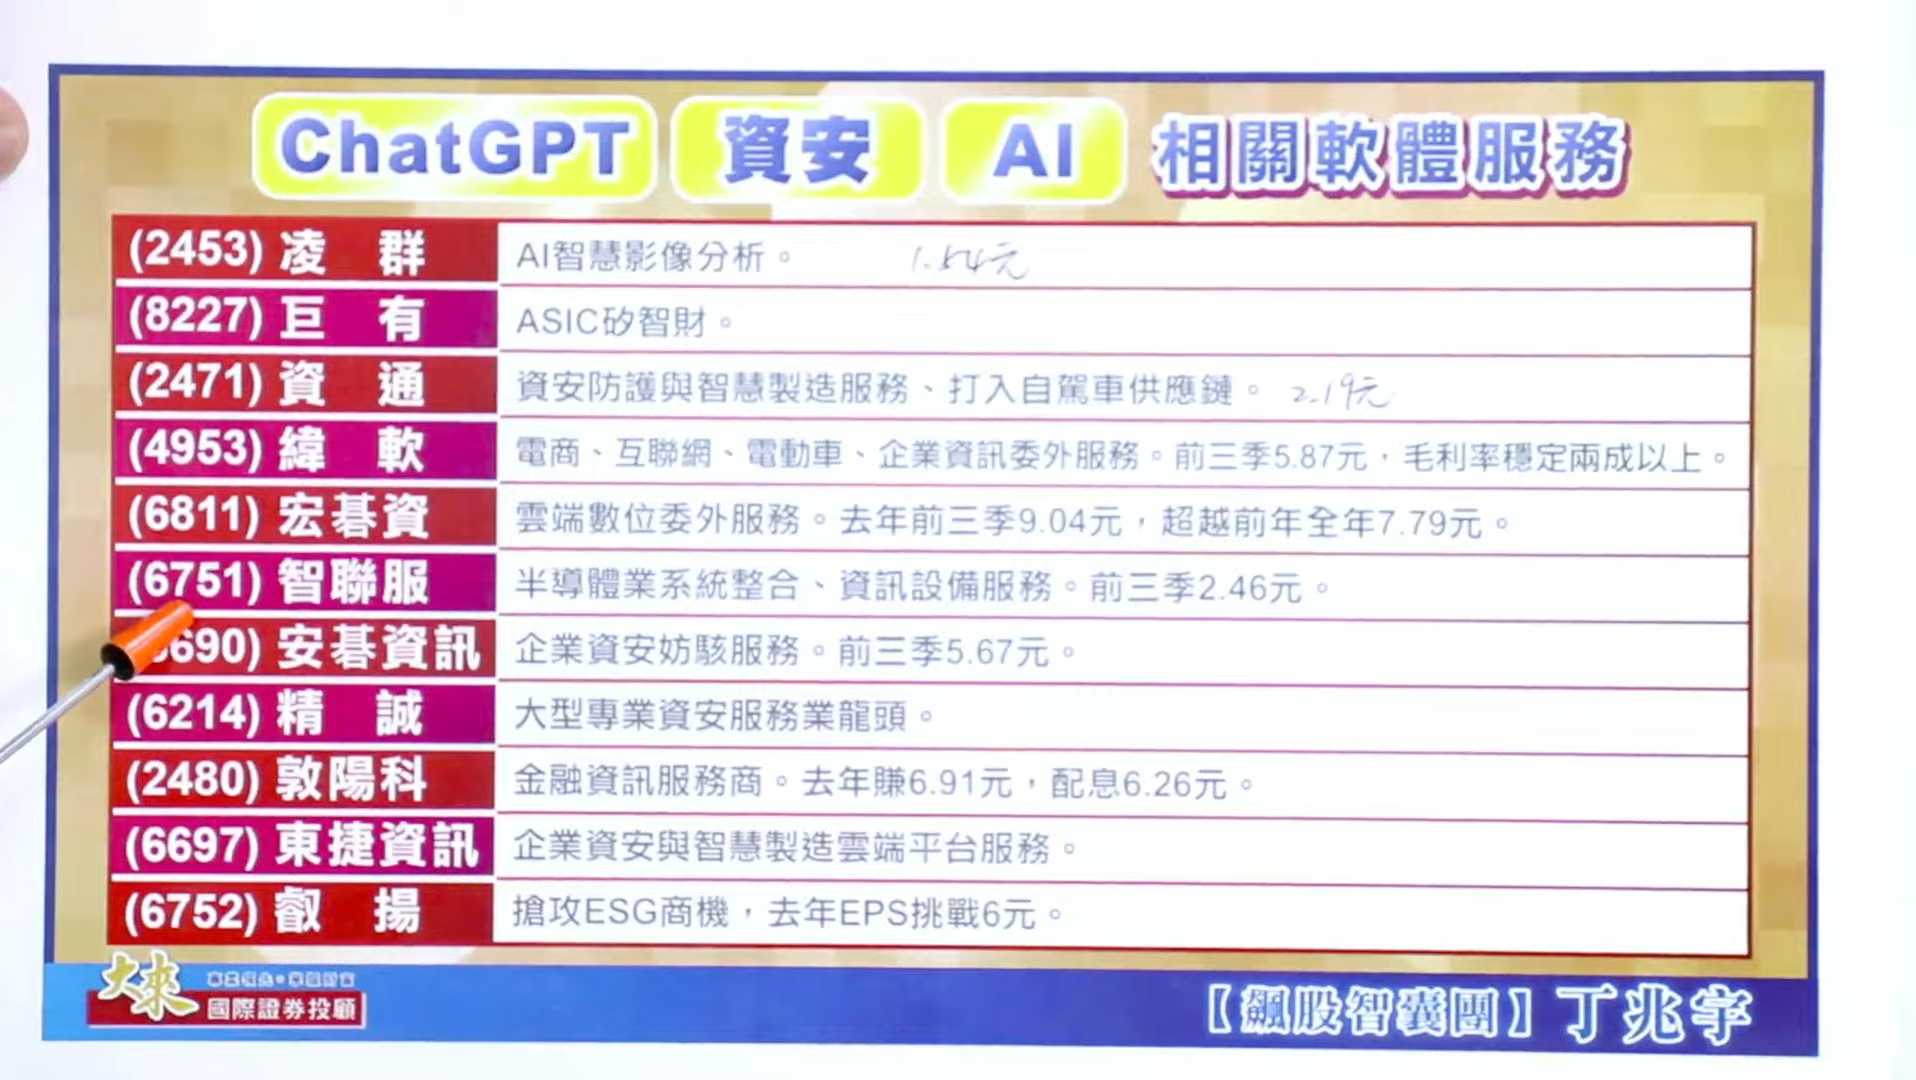 ChatGPT 資安 AI 相關軟體服務
(2453) 凌群 AI智慧影像分析。 1.54元
(8227) 巨有 ASIC矽智財。
(2471) 資通 資安防護與智慧製造服務、打入自駕車供應鏈。 2.19元
(4953) 緯軟 電商、互聯網、電動車、企業資訊委外服務。前三季5.87元，毛利率穩定兩成以上。
(6811) 宏碁資 雲端數位委外服務。去年前三季9.04元，超越前年全年7.79元。
(6751) 智聯服 半導體業系統整合、資訊設備服務。前三季2.46元。
690) 安碁資訊 企業資安妨駭服務。前三季5.67元。
(6214) 精誠 大型專業資安服務業龍頭。
(2480) 敦陽科 金融資訊服務商。去年賺6.91元，配息6.26元。
(6697) 東捷資訊 企業資安與智慧製造雲端平台服務。
(6752) 叡揚 搶攻ESG商機，去年EPS挑戰6元。
大來
國際證券投顧
【飆股智囊團】丁兆宇